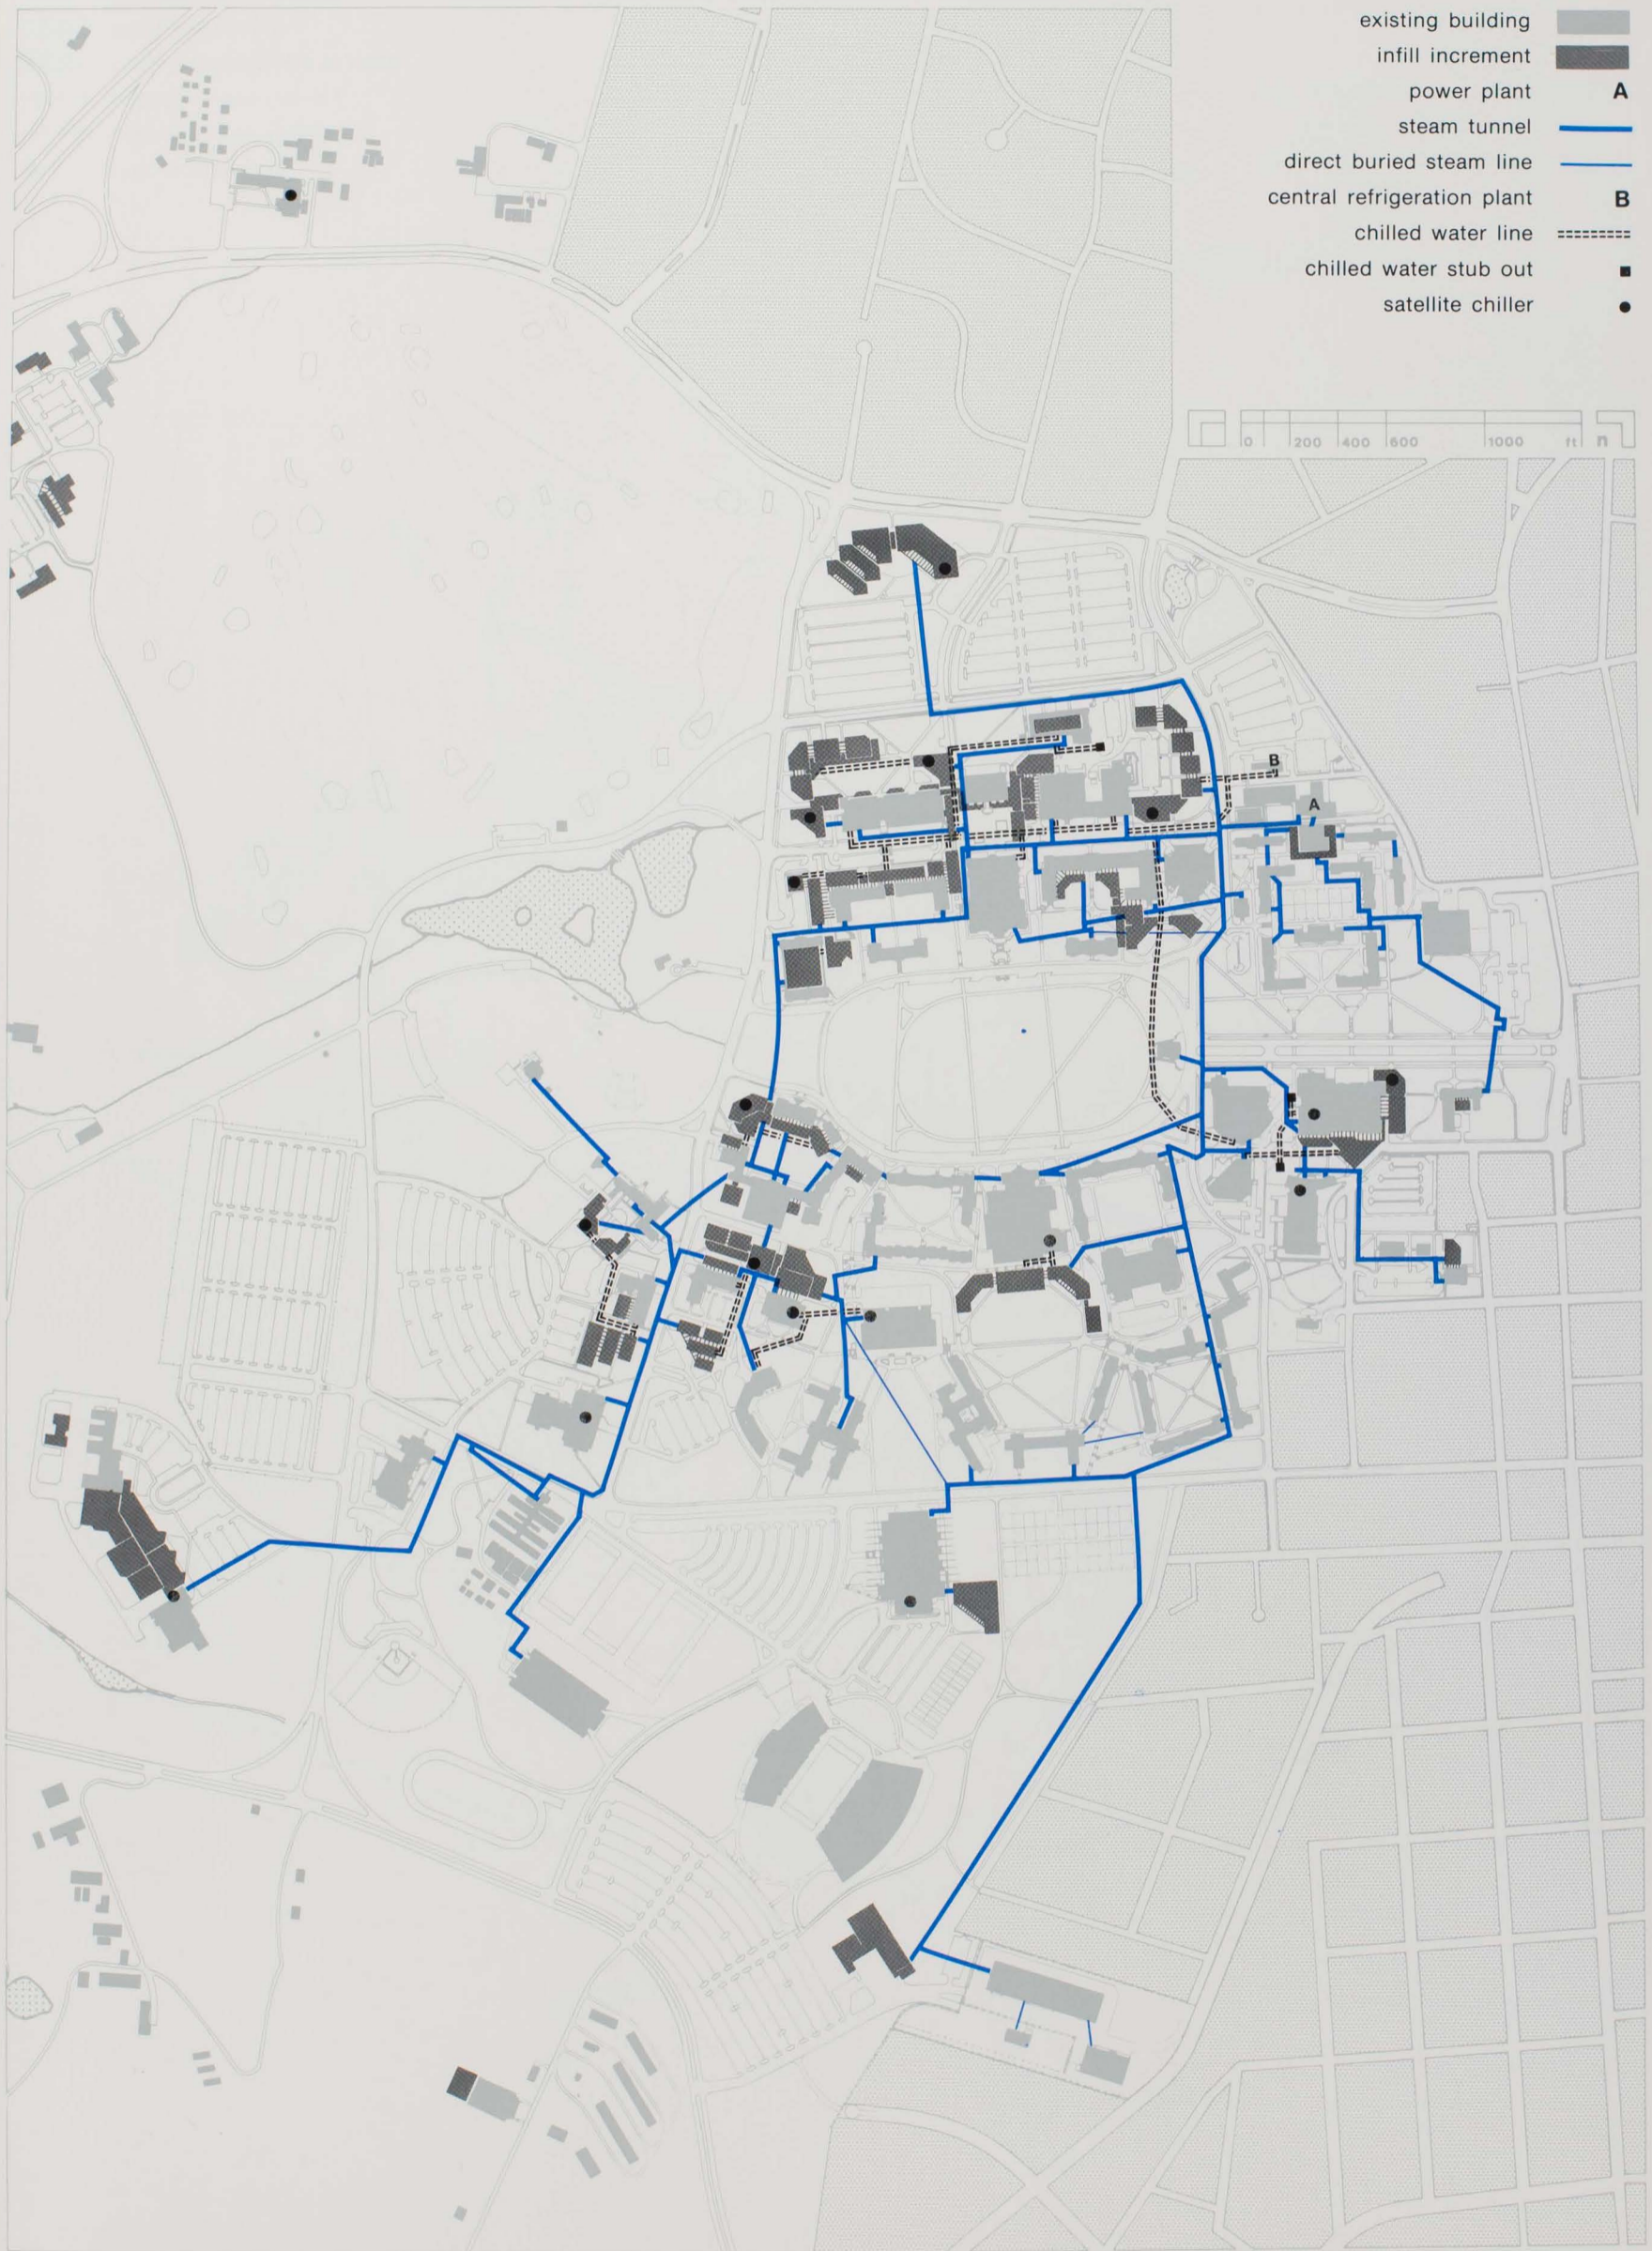 existing building
infill increment
power plant A
steam tunnel
direct buried steam line
central refrigeration plant B
chilled water line
chilled water stub out
satellite chiller
0 200 400 600 1000 ft n
B
A